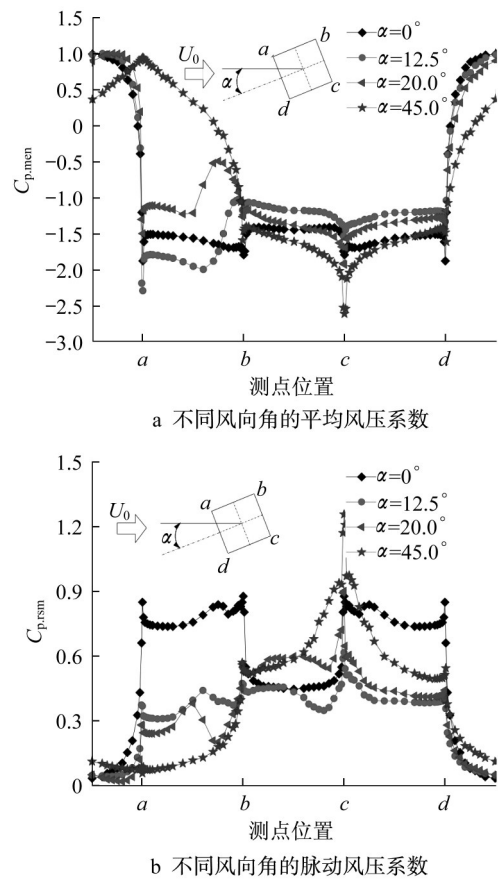 1.5
1.0
0.5
0
−0.5
−1.0
−1.5
−2.0
−2.5
−3.0
C p.men
U0
α
a
b
c
d
α=0°
α=12.5°
α=20.0°
α=45.0°
a b c d
测点位置
a 不同风向角的平均风压系数
1.5
1.2
0.9
0.6
0.3
0
C p.rsm
U0
α
a
b
c
d
α=0°
α=12.5°
α=20.0°
α=45.0°
a b c d
测点位置
b 不同风向角的脉动风压系数